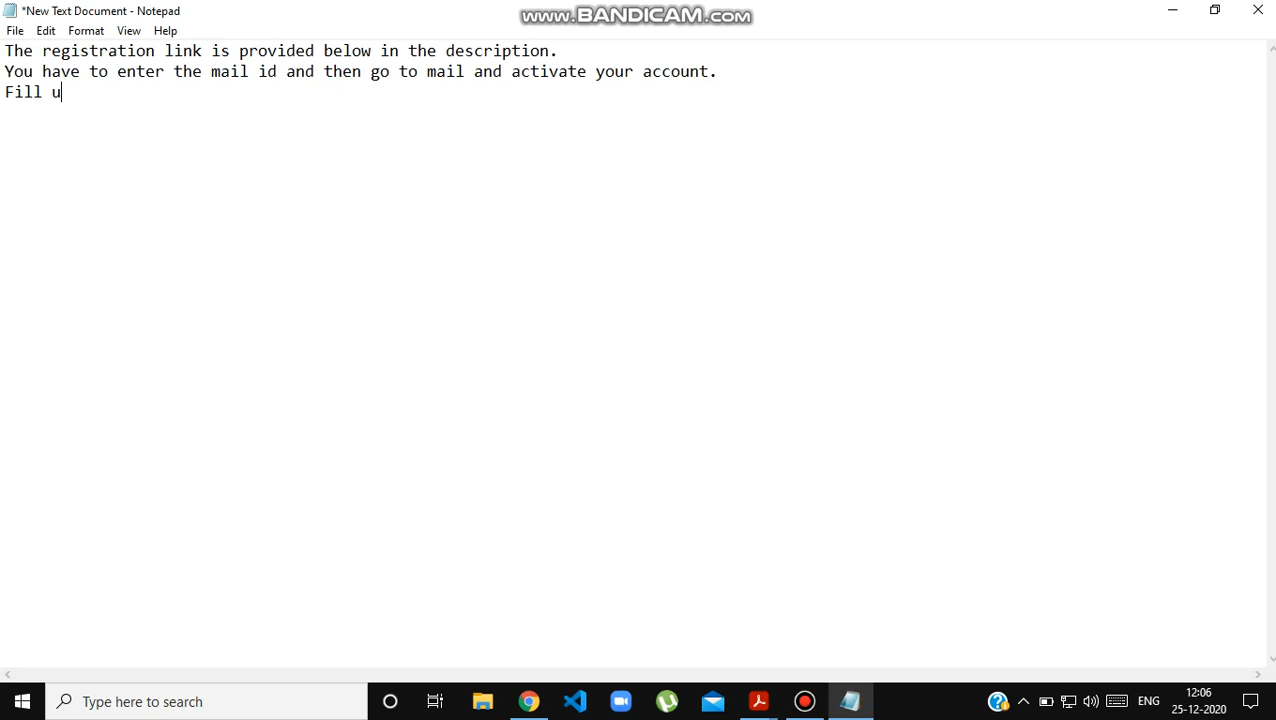 *New Text Document - Notepad
www.BANDICAM.com
File Edit Format View Help
The registration link is provided below in the description.
You have to enter the mail id and then go to mail and activate your account.
Fill u
Type here to search
ENG
12:06
25-12-2020